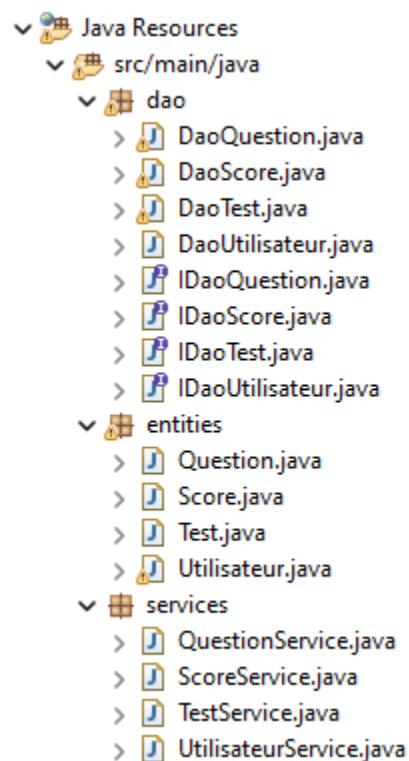 Java Resources
src/main/java
dao
DaoQuestion.java
DaoScore.java
DaoTest.java
DaoUtilisateur.java
IDaoQuestion.java
IDaoScore.java
IDaoTest.java
IDaoUtilisateur.java
entities
Question.java
Score.java
Test.java
Utilisateur.java
services
QuestionService.java
ScoreService.java
TestService.java
UtilisateurService.java